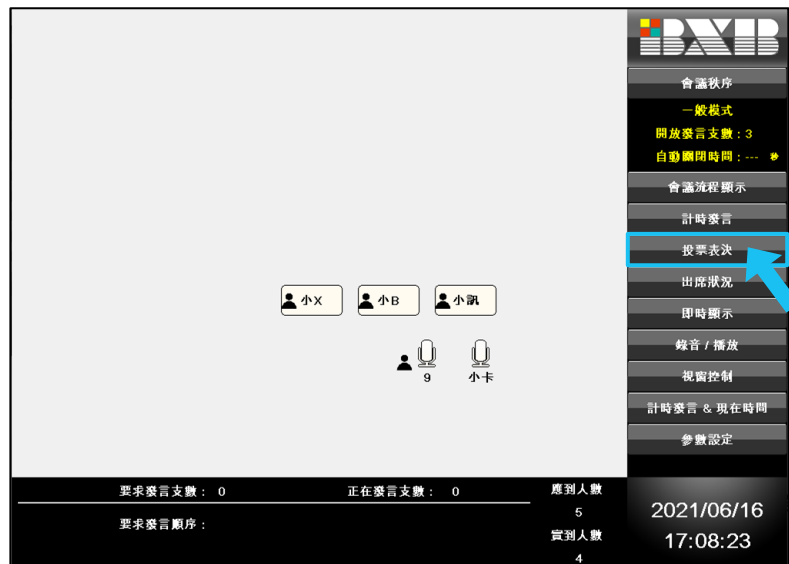 BXB
會議秩序
一般模式
開放發言支數：3
自動關閉時間：--- 秒
會議流程顯示
計時發言
投票表決
出席狀況
即時顯示
錄音 / 播放
視窗控制
計時發言 & 現在時間
參數設定
小X
小B
小訊
9
小卡
要求發言支數： 0
正在發言支數： 0
要求發言順序：
應到人數
5
實到人數
4
2021/06/16
17:08:23